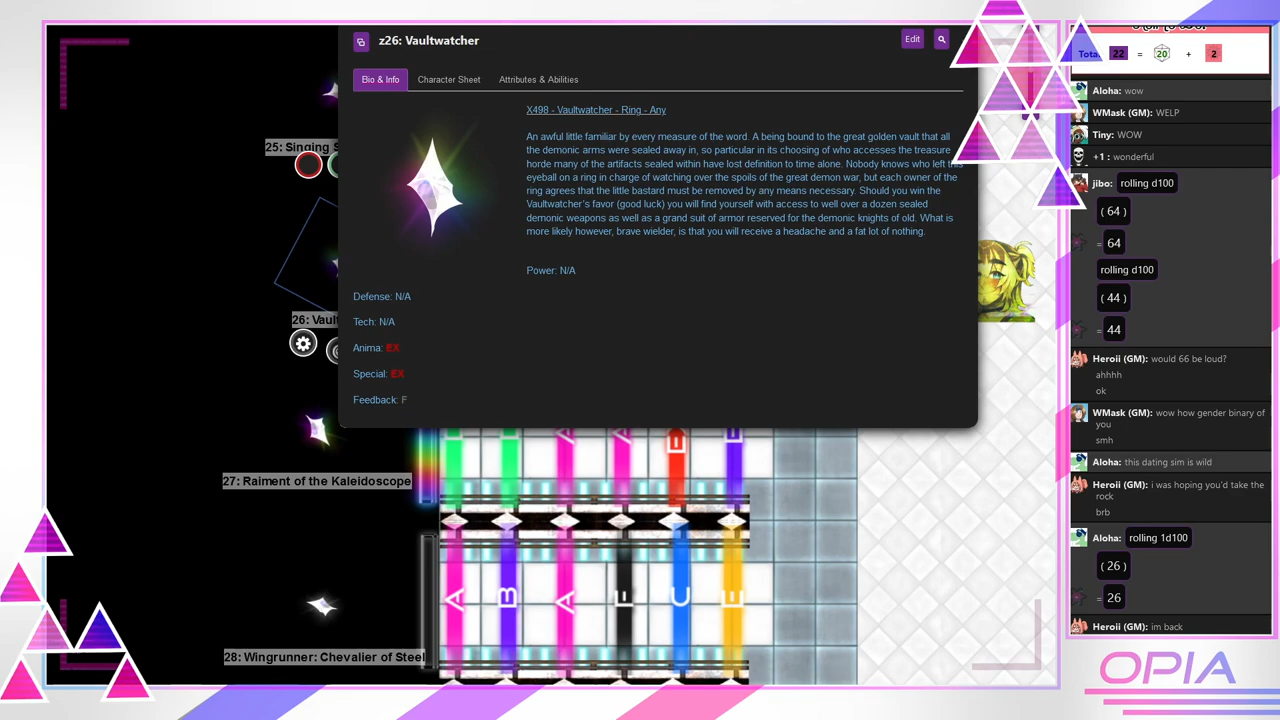 z26: Vaultwatcher
Edit
Bio & Info
Character Sheet
Attributes & Abilities
X498 - Vaultwatcher - Ring - Any
An awful little familiar by every measure of the word. A being bound to the great golden vault that all
the demonic arms were sealed away in, so particular in its choosing of who accesses the treasure
horde many of the artifacts sealed within have lost definition to time alone. Nobody knows who left this
eyeball on a ring in charge of watching over the spoils of the great demon war, but each owner of the
ring agrees that the little bastard must be removed by any means necessary. Should you win the
Vaultwatcher's favor (good luck) you will find yourself with access to well over a dozen sealed
demonic weapons as well as a grand suit of armor reserved for the demonic knights of old. What is
more likely however, brave wielder, is that you will receive a headache and a fat lot of nothing.
Power: N/A
Defense: N/A
Tech: N/A
Anima: EX
Special: EX
Feedback: F
25: Singing
26:
27: Raiment of the Kaleidoscope
28: Wingrunner: Chevalier of Steel
A
B
A
F
C
E
22 = 20 + 2
Aloha: wow
WMask (GM): WELP
Tiny: WOW
+1 : wonderful
jibo: rolling d100
( 64 )
= 64
rolling d100
( 44 )
= 44
Heroii (GM): would 66 be loud?
ahhhh
ok
WMask (GM): wow how gender binary of
you
smh
Aloha: this dating sim is wild
Heroii (GM): i was hoping you'd take the
rock
brb
Aloha: rolling 1d100
( 26 )
= 26
Heroii (GM): im back
OPIA